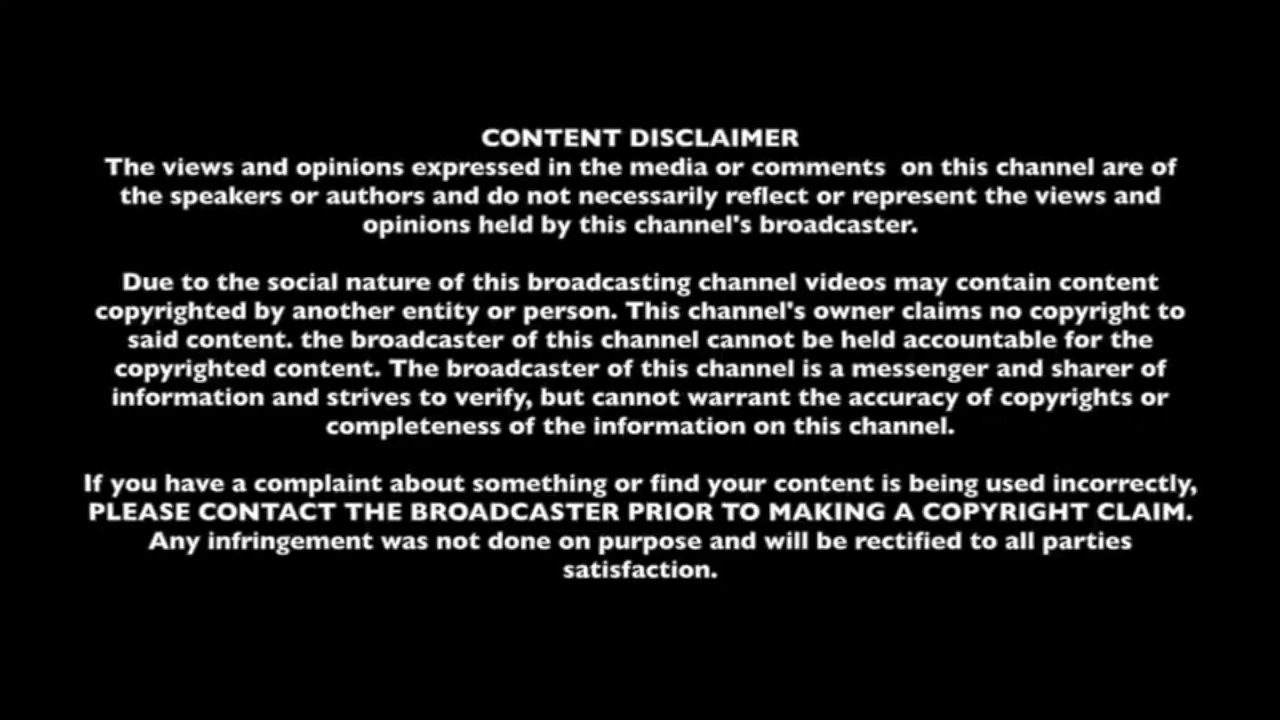 CONTENT DISCLAIMER
The views and opinions expressed in the media or comments  on this channel are of
the speakers or authors and do not necessarily reflect or represent the views and
opinions held by this channel's broadcaster.
Due to the social nature of this broadcasting channel videos may contain content
copyrighted by another entity or person. This channel's owner claims no copyright to
said content. the broadcaster of this channel cannot be held accountable for the
copyrighted content. The broadcaster of this channel is a messenger and sharer of
information and strives to verify, but cannot warrant the accuracy of copyrights or
completeness of the information on this channel.
If you have a complaint about something or find your content is being used incorrectly,
PLEASE CONTACT THE BROADCASTER PRIOR TO MAKING A COPYRIGHT CLAIM.
Any infringement was not done on purpose and will be rectified to all parties
satisfaction.